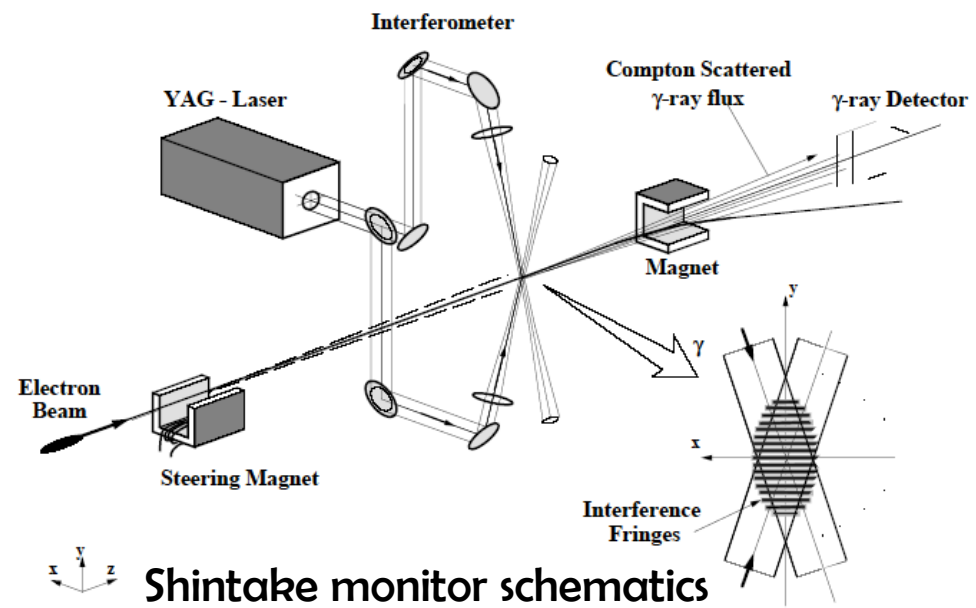 Interferometer
YAG - Laser
Compton Scattered
γ-ray flux
γ-ray Detector
Magnet
y
γ
Electron
Beam
Steering Magnet
x
Interference
Fringes
y
x
z
Shintake monitor schematics